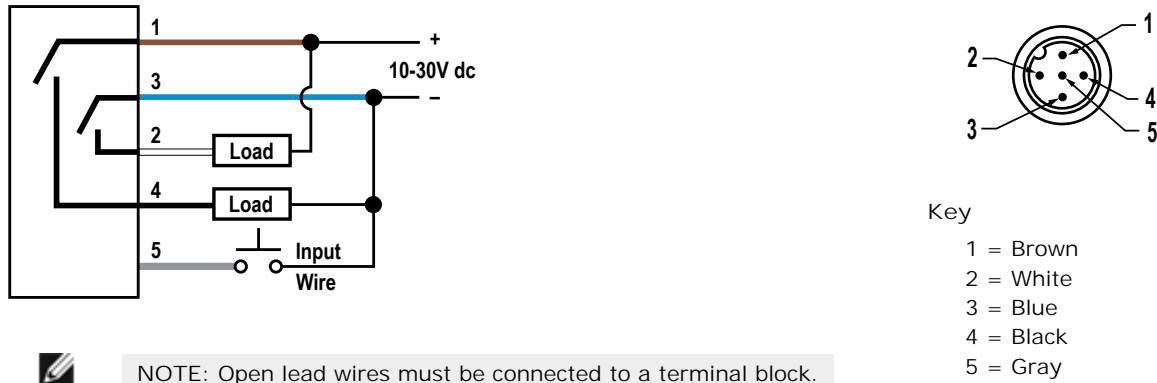 1
+
10-30V dc
3
–
2
Load
4
Load
5
Input
Wire
1
2
4
3
5
Key
1 = Brown
2 = White
3 = Blue
4 = Black
5 = Gray
NOTE: Open lead wires must be connected to a terminal block.